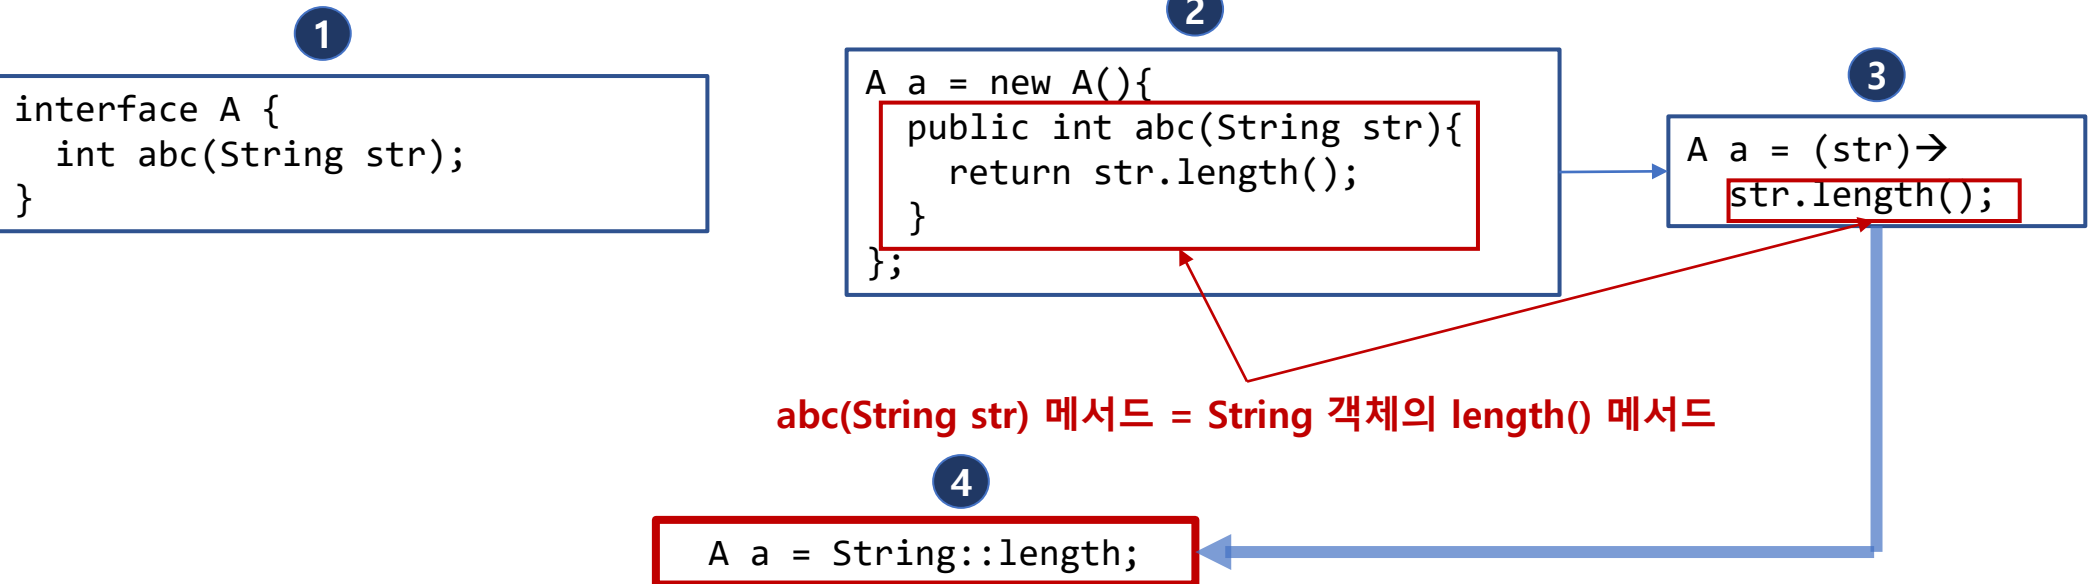 1
interface A {
int abc(String str);
}
2
A a = new A(){
public int abc(String str){
return str.length();
}
};
3
A a = (str)→
str.length();
abc(String str) 메서드 = String 객체의 length() 메서드
4
A a = String::length;